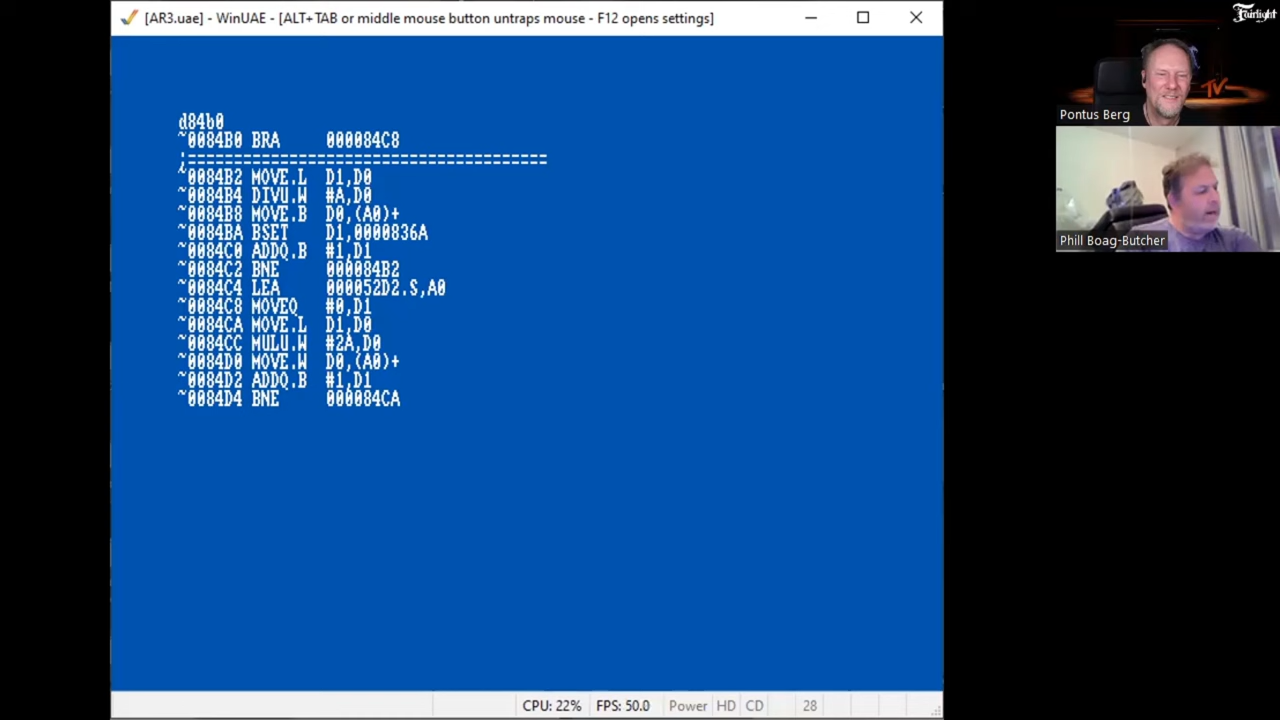 [AR3.uae] - WinUAE - [ALT+TAB or middle mouse button untraps mouse - F12 opens settings]
d84b0
~0084B0 BRA 000084C8
;=======================================
~0084B2 MOVE.L D1,D0
~0084B4 DIVU.W #A,D0
~0084B8 MOVE.B D0,(A0)+
~0084BA BSET D1,0000836A
~0084C0 ADDQ.B #1,D1
~0084C2 BNE 000084B2
~0084C4 LEA 000052D2.S,A0
~0084C8 MOVEQ #0,D1
~0084CA MOVE.L D1,D0
~0084CC MULU.W #2A,D0
~0084D0 MOVE.W D0,(A0)+
~0084D2 ADDQ.B #1,D1
~0084D4 BNE 000084CA
CPU: 22% FPS: 50.0 Power HD CD 28
Fairlight
TV
Pontus Berg
Phill Boag-Butcher